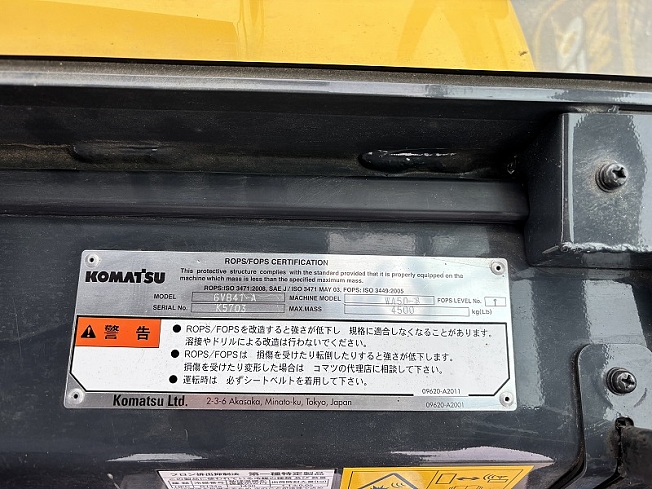 ROPS/FOPS CERTIFICATION
KOMATSU
This protective structure complies with the standard provided that it is properly equipped on the
machine which mass is less than the specified maximum mass.
ROPS:ISO 3471:2008, SAE J / ISO 3471 MAY 03, FOPS: ISO 3449:2005
MODEL 6VB41-A MACHINE MODEL WA50-8 FOPS LEVEL No. 1
SERIAL No. K5703 MAX.MASS 4500 kg(Lb)
警告
● ROPS/FOPSを改造すると強さが低下し 規格に適合しなくなることがあります。
溶接やドリルによる改造は行わないでください。
● ROPS/FOPSは 損傷を受けたり転倒したりすると強さが低下します。
損傷を受けたり変形した場合は コマツの代理店に相談して下さい。
● 運転時は 必ずシートベルトを着用して下さい。
09620-A2011
Komatsu Ltd. 2-3-6 Akasaka, Minato-ku, Tokyo, Japan 09620-A2001
第一種特定製品